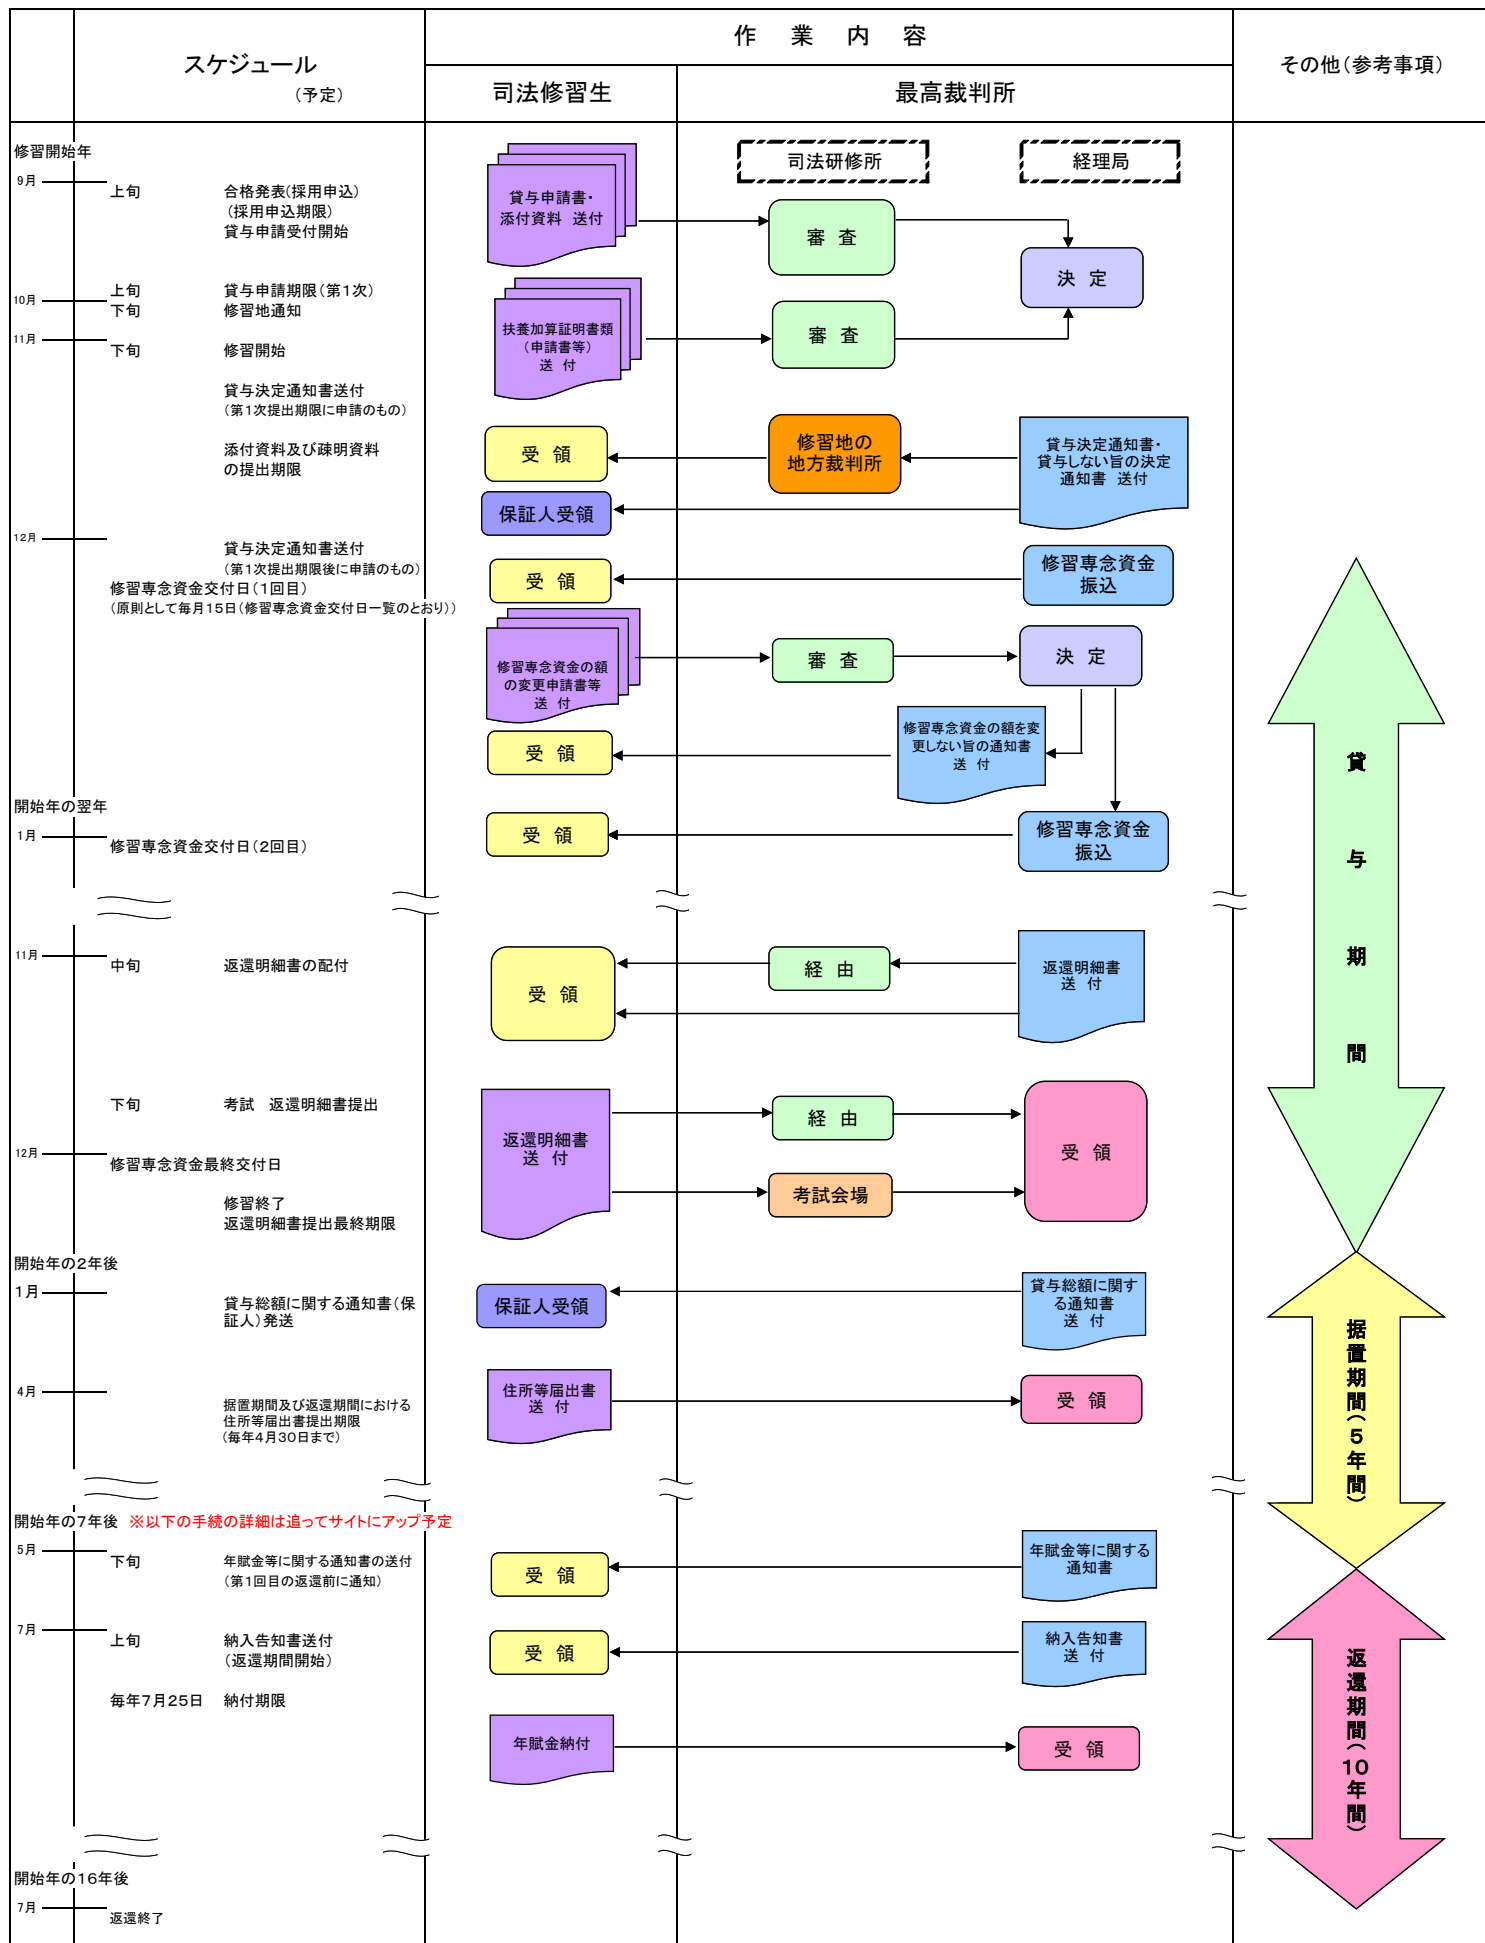 スケジュール
（予定）
作　業　内　容
司法修習生
最高裁判所
その他（参考事項）
司法研修所
経理局
修習開始年
9月
上旬
合格発表（採用申込）
（採用申込期限）
貸与申請受付開始
貸与申請書・
添付資料　送付
審 査
決 定
10月
上旬
貸与申請期限（第1次）
下旬
修習地通知
扶養加算証明書類
（申請書等）
送 付
審 査
11月
下旬
修習開始
貸与決定通知書送付
（第1次提出期限に申請のもの）
添付資料及び疎明資料
の提出期限
受 領
修習地の
地方裁判所
貸与決定通知書・
貸与しない旨の決定
通知書　送付
保証人受領
12月
貸与決定通知書送付
（第1次提出期限後に申請のもの）
修習専念資金交付日（1回目）
（原則として毎月15日（修習専念資金交付日一覧のとおり））
受 領
修習専念資金
振込
修習専念資金の額
の変更申請書等
送 付
審 査
決 定
受 領
修習専念資金の額を変
更しない旨の通知書
送 付
開始年の翌年
1月
修習専念資金交付日（2回目）
受 領
修習専念資金
振込
貸与期間
11月
中旬
返還明細書の配付
受 領
経 由
返還明細書
送 付
下旬
考試　返還明細書提出
返還明細書
送 付
経 由
考試会場
受 領
12月
修習専念資金最終交付日
修習終了
返還明細書提出最終期限
開始年の2年後
1月
貸与総額に関する通知書（保
証人）発送
保証人受領
貸与総額に関す
る通知書
送 付
4月
据置期間及び返還期間における
住所等届出書提出期限
（毎年4月30日まで）
住所等届出書
送 付
受 領
据置期間（5年間）
開始年の7年後
※以下の手続の詳細は追ってサイトにアップ予定
5月
下旬
年賦金等に関する通知書の送付
（第1回目の返還前に通知）
受 領
年賦金等に関する
通知書
7月
上旬
納入告知書送付
（返還期間開始）
受 領
納入告知書
送 付
毎年7月25日
納付期限
年賦金納付
受 領
返還期間（10年間）
開始年の16年後
7月
返還終了